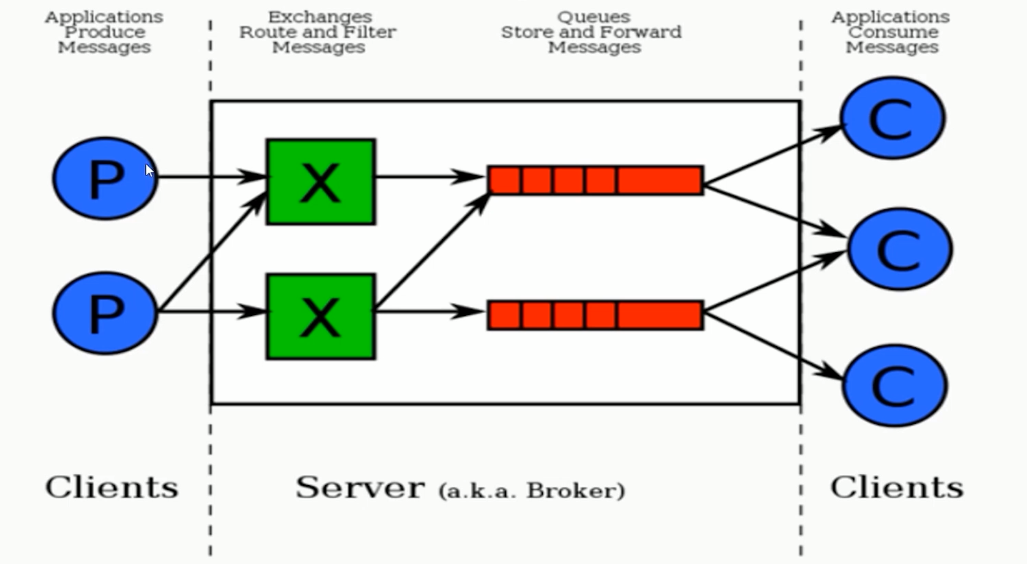 Applications
Produce
Messages
Exchanges
Route and Filter
Messages
Queues
Store and Forward
Messages
Applications
Consume
Messages
P
X
C
P
X
C
C
Clients
Server (a.k.a. Broker)
Clients